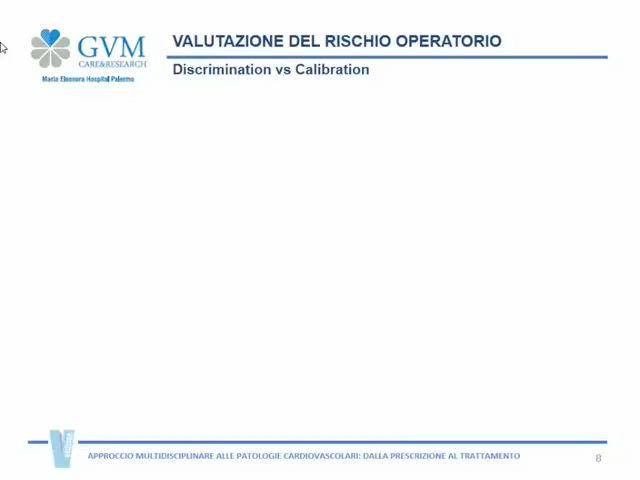 GVM
CARE&RESEARCH
Maria Eleonora Hospital Palermo
VALUTAZIONE DEL RISCHIO OPERATORIO
Discrimination vs Calibration
APPROCCIO MULTIDISCIPLINARE ALLE PATOLOGIE CARDIOVASCOLARI: DALLA PRESCRIZIONE AL TRATTAMENTO
8